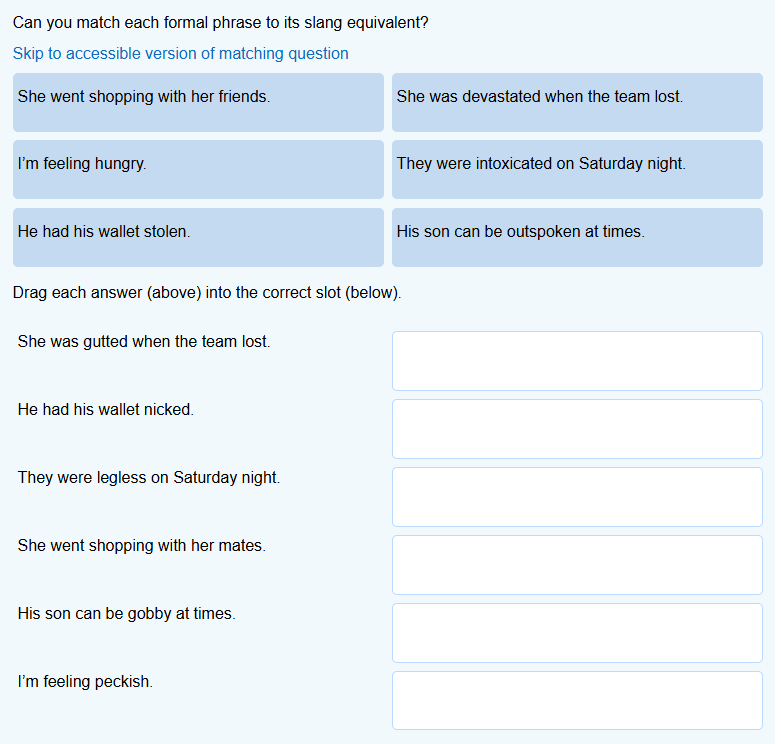 Can you match each formal phrase to its slang equivalent?
Skip to accessible version of matching question
She went shopping with her friends.
She was devastated when the team lost.
I’m feeling hungry.
They were intoxicated on Saturday night.
He had his wallet stolen.
His son can be outspoken at times.
Drag each answer (above) into the correct slot (below).
She was gutted when the team lost.
He had his wallet nicked.
They were legless on Saturday night.
She went shopping with her mates.
His son can be gobby at times.
I’m feeling peckish.